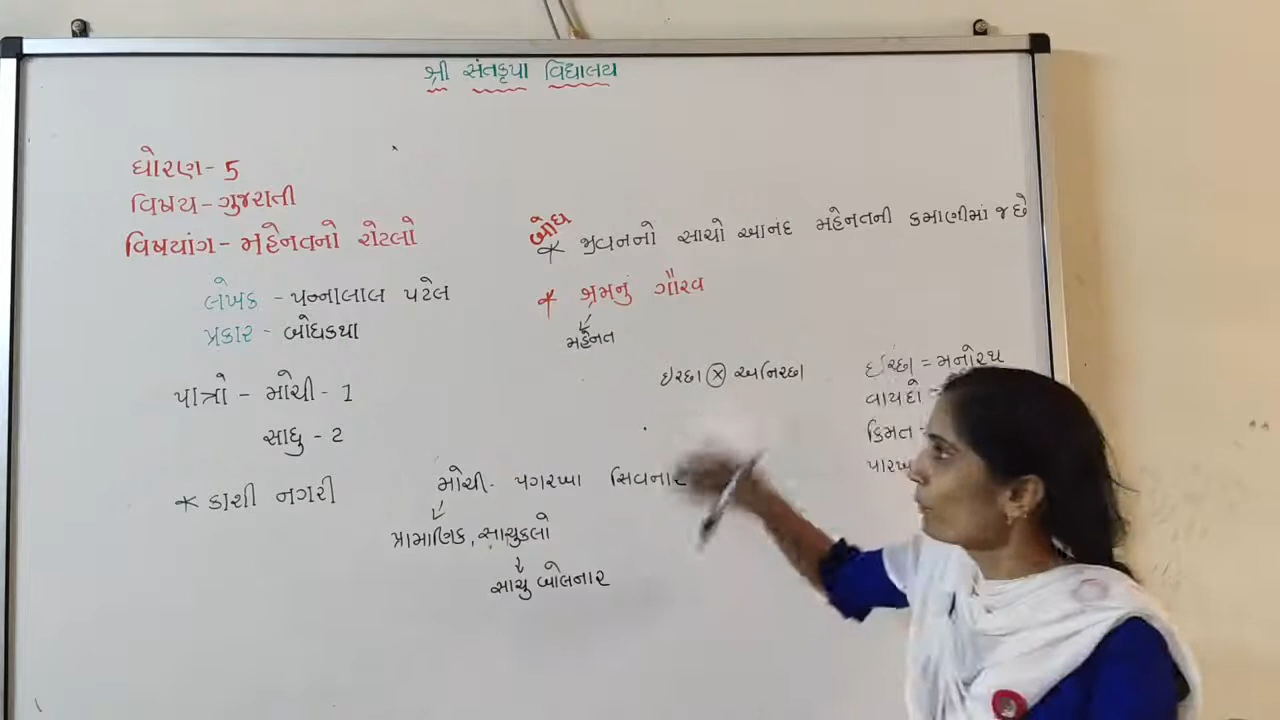 શ્રી સંતકૃપા વિદ્યાલય
ધોરણ- 5
વિષય- ગુજરાતી
વિષયાંગ- મહેનતનો રોટલો
લેખક - પન્નાલાલ પટેલ
પ્રકાર - બોધકથા
પાત્રો - મોચી - 1
સાધુ - 2
* કાશી નગરી
બોધ
* જીવનનો સાચો આનંદ મહેનતની કમાણીમાં જ છે
* શ્રમનું ગૌરવ
મહેનત
ઇચ્છા × અનિચ્છા
ઈચ્છા = મનોરથ
વાયદો =
કિંમત =
પારખ
મોચી - પગરખા સિવનાર
પ્રામાણિક, સાચુકલો
સાચુ બોલનાર